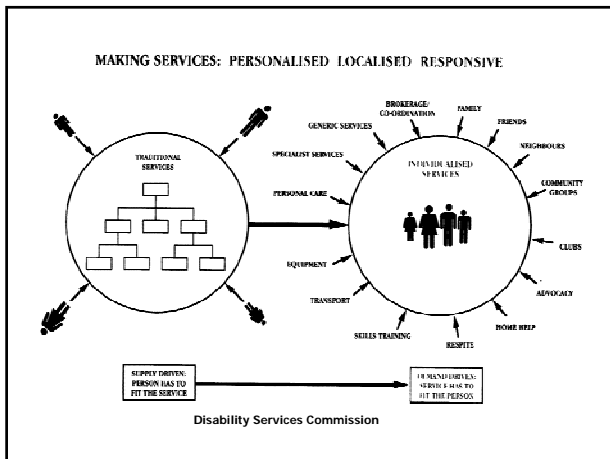 MAKING SERVICES: PERSONALISED LOCALISED RESPONSIVE
TRADITIONAL
SERVICES
INDIVIDUALISED
SERVICES
BROKERAGE/
CO-ORDINATION
FAMILY
FRIENDS
NEIGHBOURS
COMMUNITY
GROUPS
CLUBS
ADVOCACY
HOME HELP
RESPITE
SKILLS TRAINING
TRANSPORT
EQUIPMENT
PERSONAL CARE
SPECIALIST SERVICES
GENERIC SERVICES
SUPPLY DRIVEN:
PERSON HAS TO
FIT THE SERVICE
DEMAND DRIVEN:
SERVICE HAS TO
FIT THE PERSON
Disability Services Commission